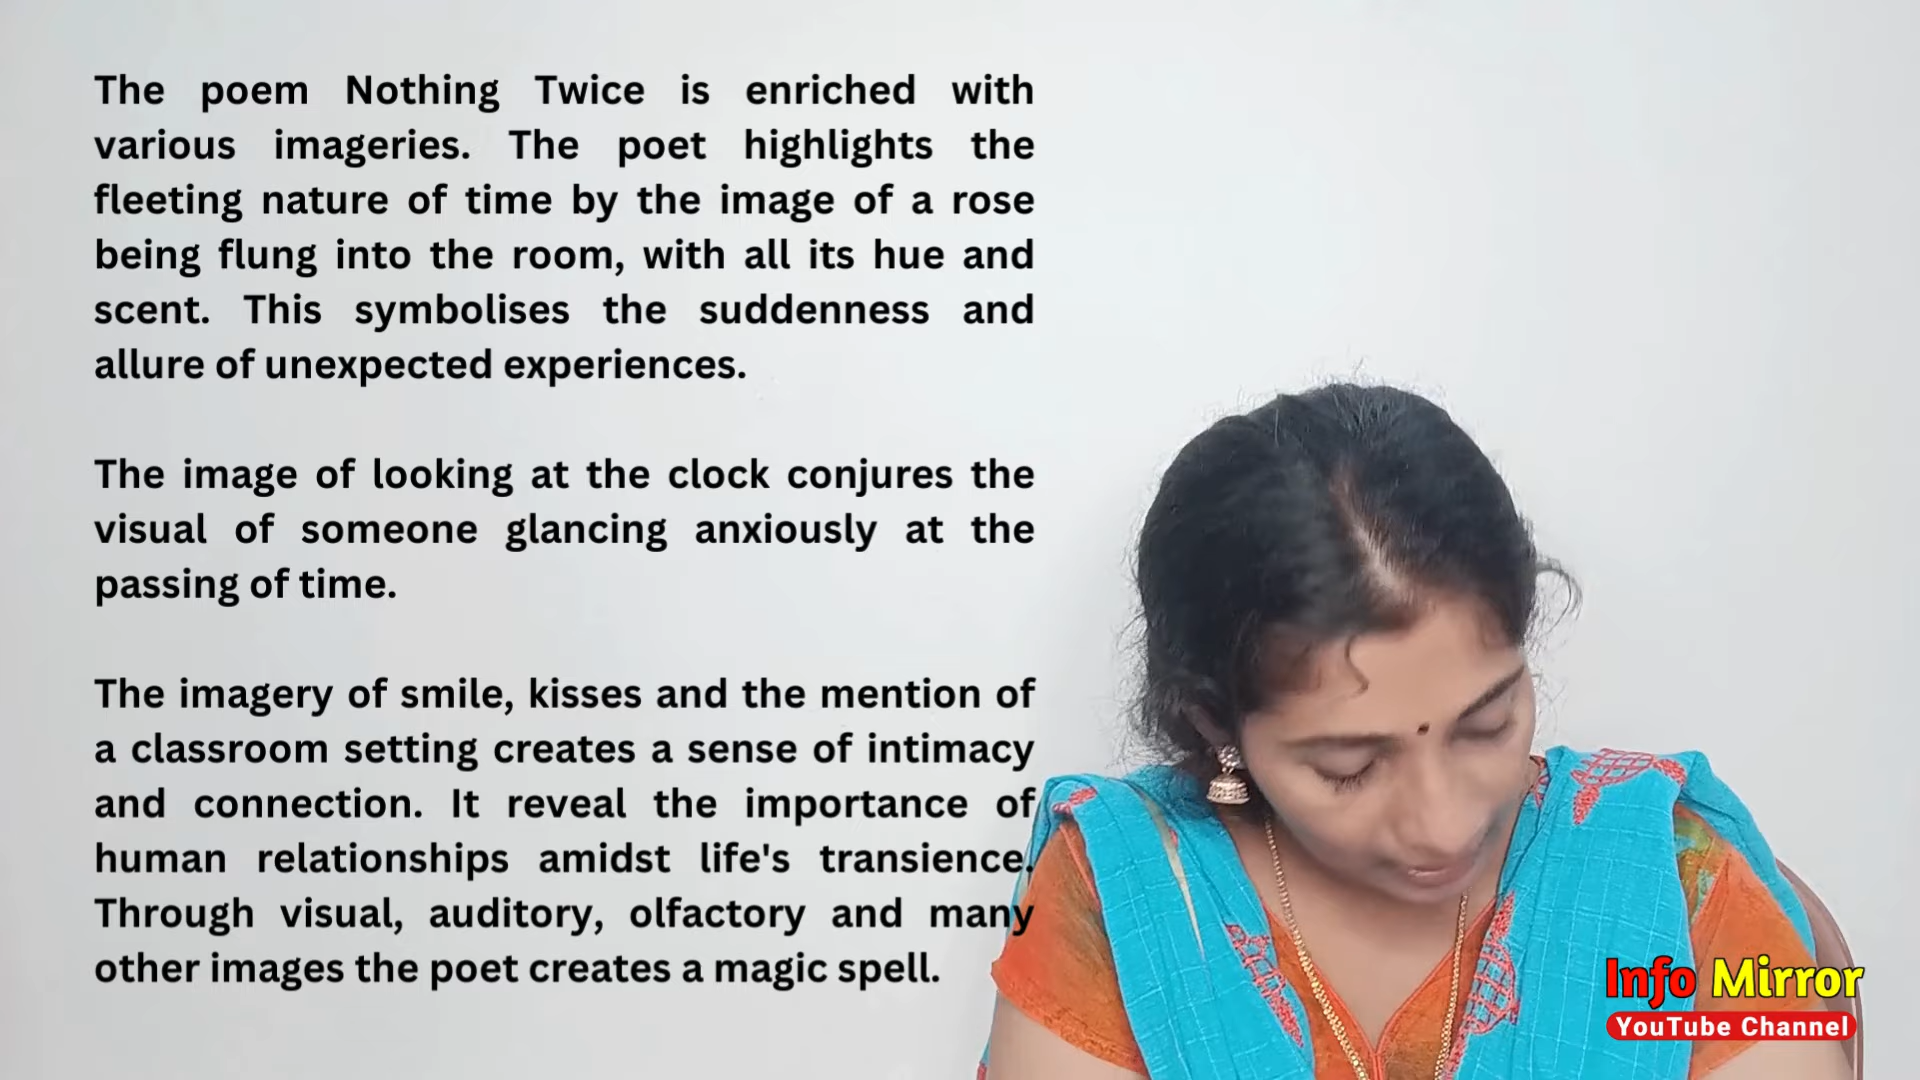 The poem Nothing Twice is enriched with
various imageries. The poet highlights the
fleeting nature of time by the image of a rose
being flung into the room, with all its hue and
scent. This symbolises the suddenness and
allure of unexpected experiences.
The image of looking at the clock conjures the
visual of someone glancing anxiously at the
passing of time.
The imagery of smile, kisses and the mention of
a classroom setting creates a sense of intimacy
and connection. It reveal the importance of
human relationships amidst life's transience.
Through visual, auditory, olfactory and many
other images the poet creates a magic spell.
Info Mirror
YouTube Channel